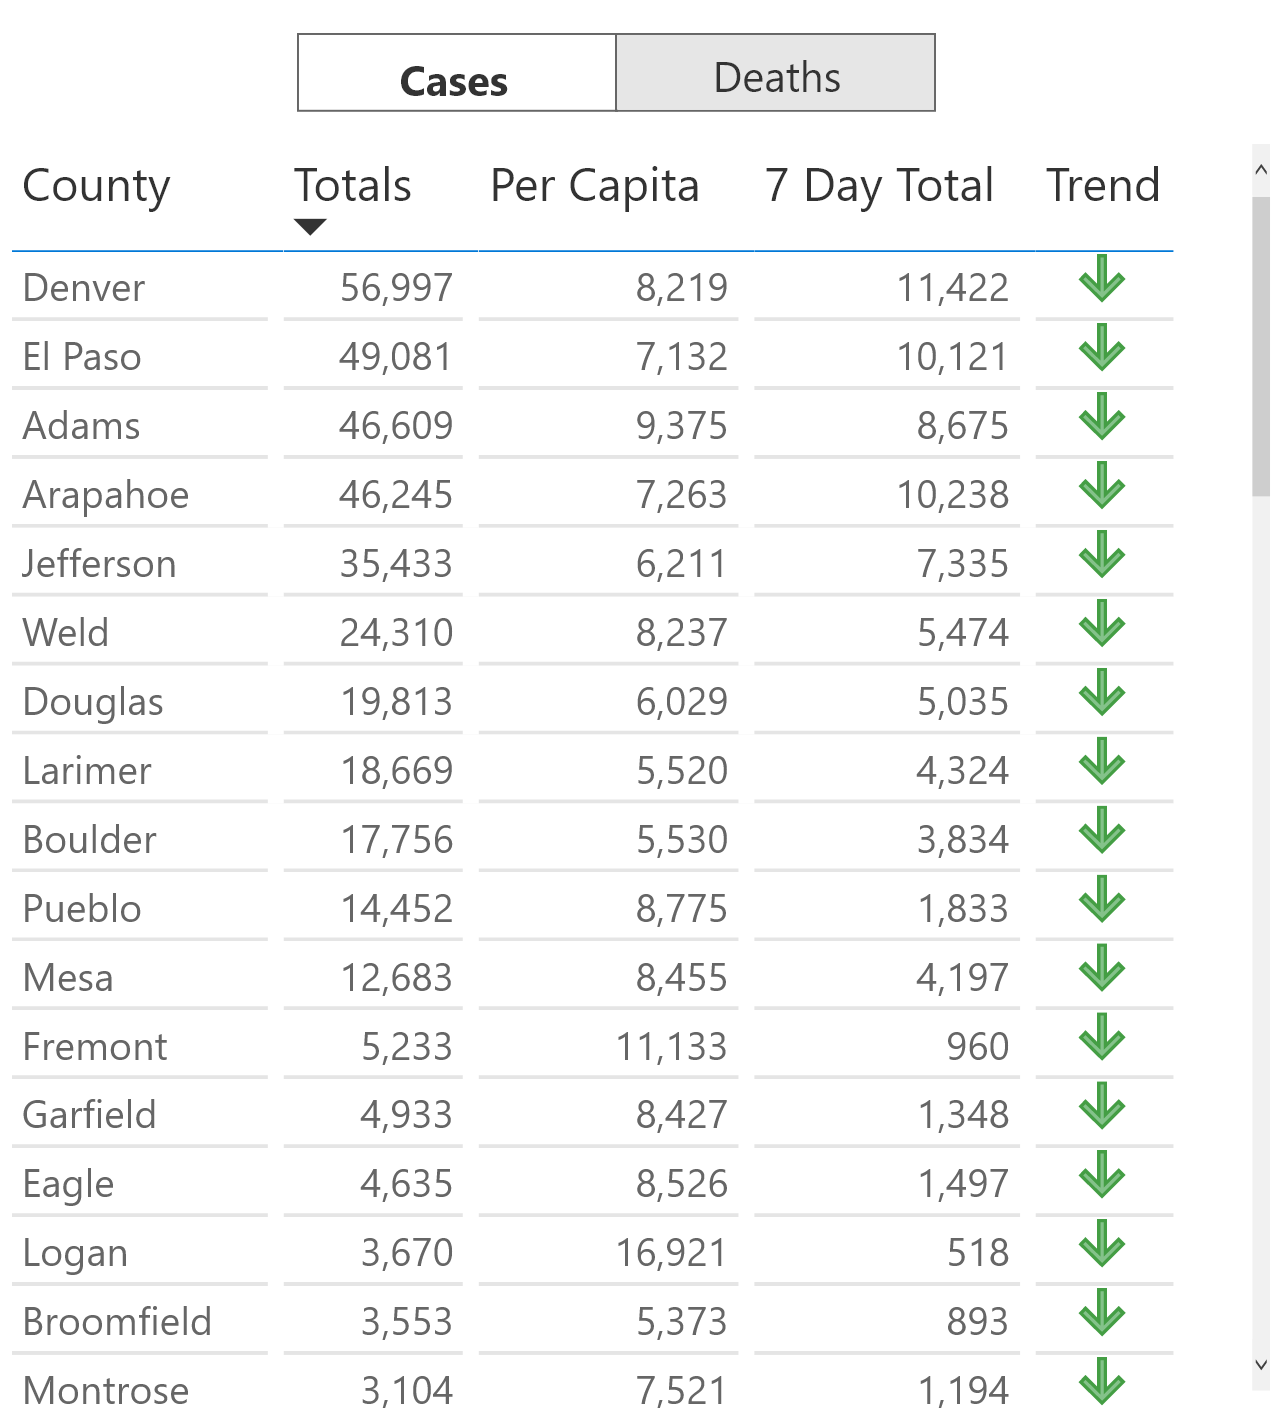 Cases Deaths
County Totals Per Capita 7 Day Total Trend
Denver 56,997 8,219 11,422
El Paso 49,081 7,132 10,121
Adams 46,609 9,375 8,675
Arapahoe 46,245 7,263 10,238
Jefferson 35,433 6,211 7,335
Weld 24,310 8,237 5,474
Douglas 19,813 6,029 5,035
Larimer 18,669 5,520 4,324
Boulder 17,756 5,530 3,834
Pueblo 14,452 8,775 1,833
Mesa 12,683 8,455 4,197
Fremont 5,233 11,133 960
Garfield 4,933 8,427 1,348
Eagle 4,635 8,526 1,497
Logan 3,670 16,921 518
Broomfield 3,553 5,373 893
Montrose 3,104 7,521 1,194